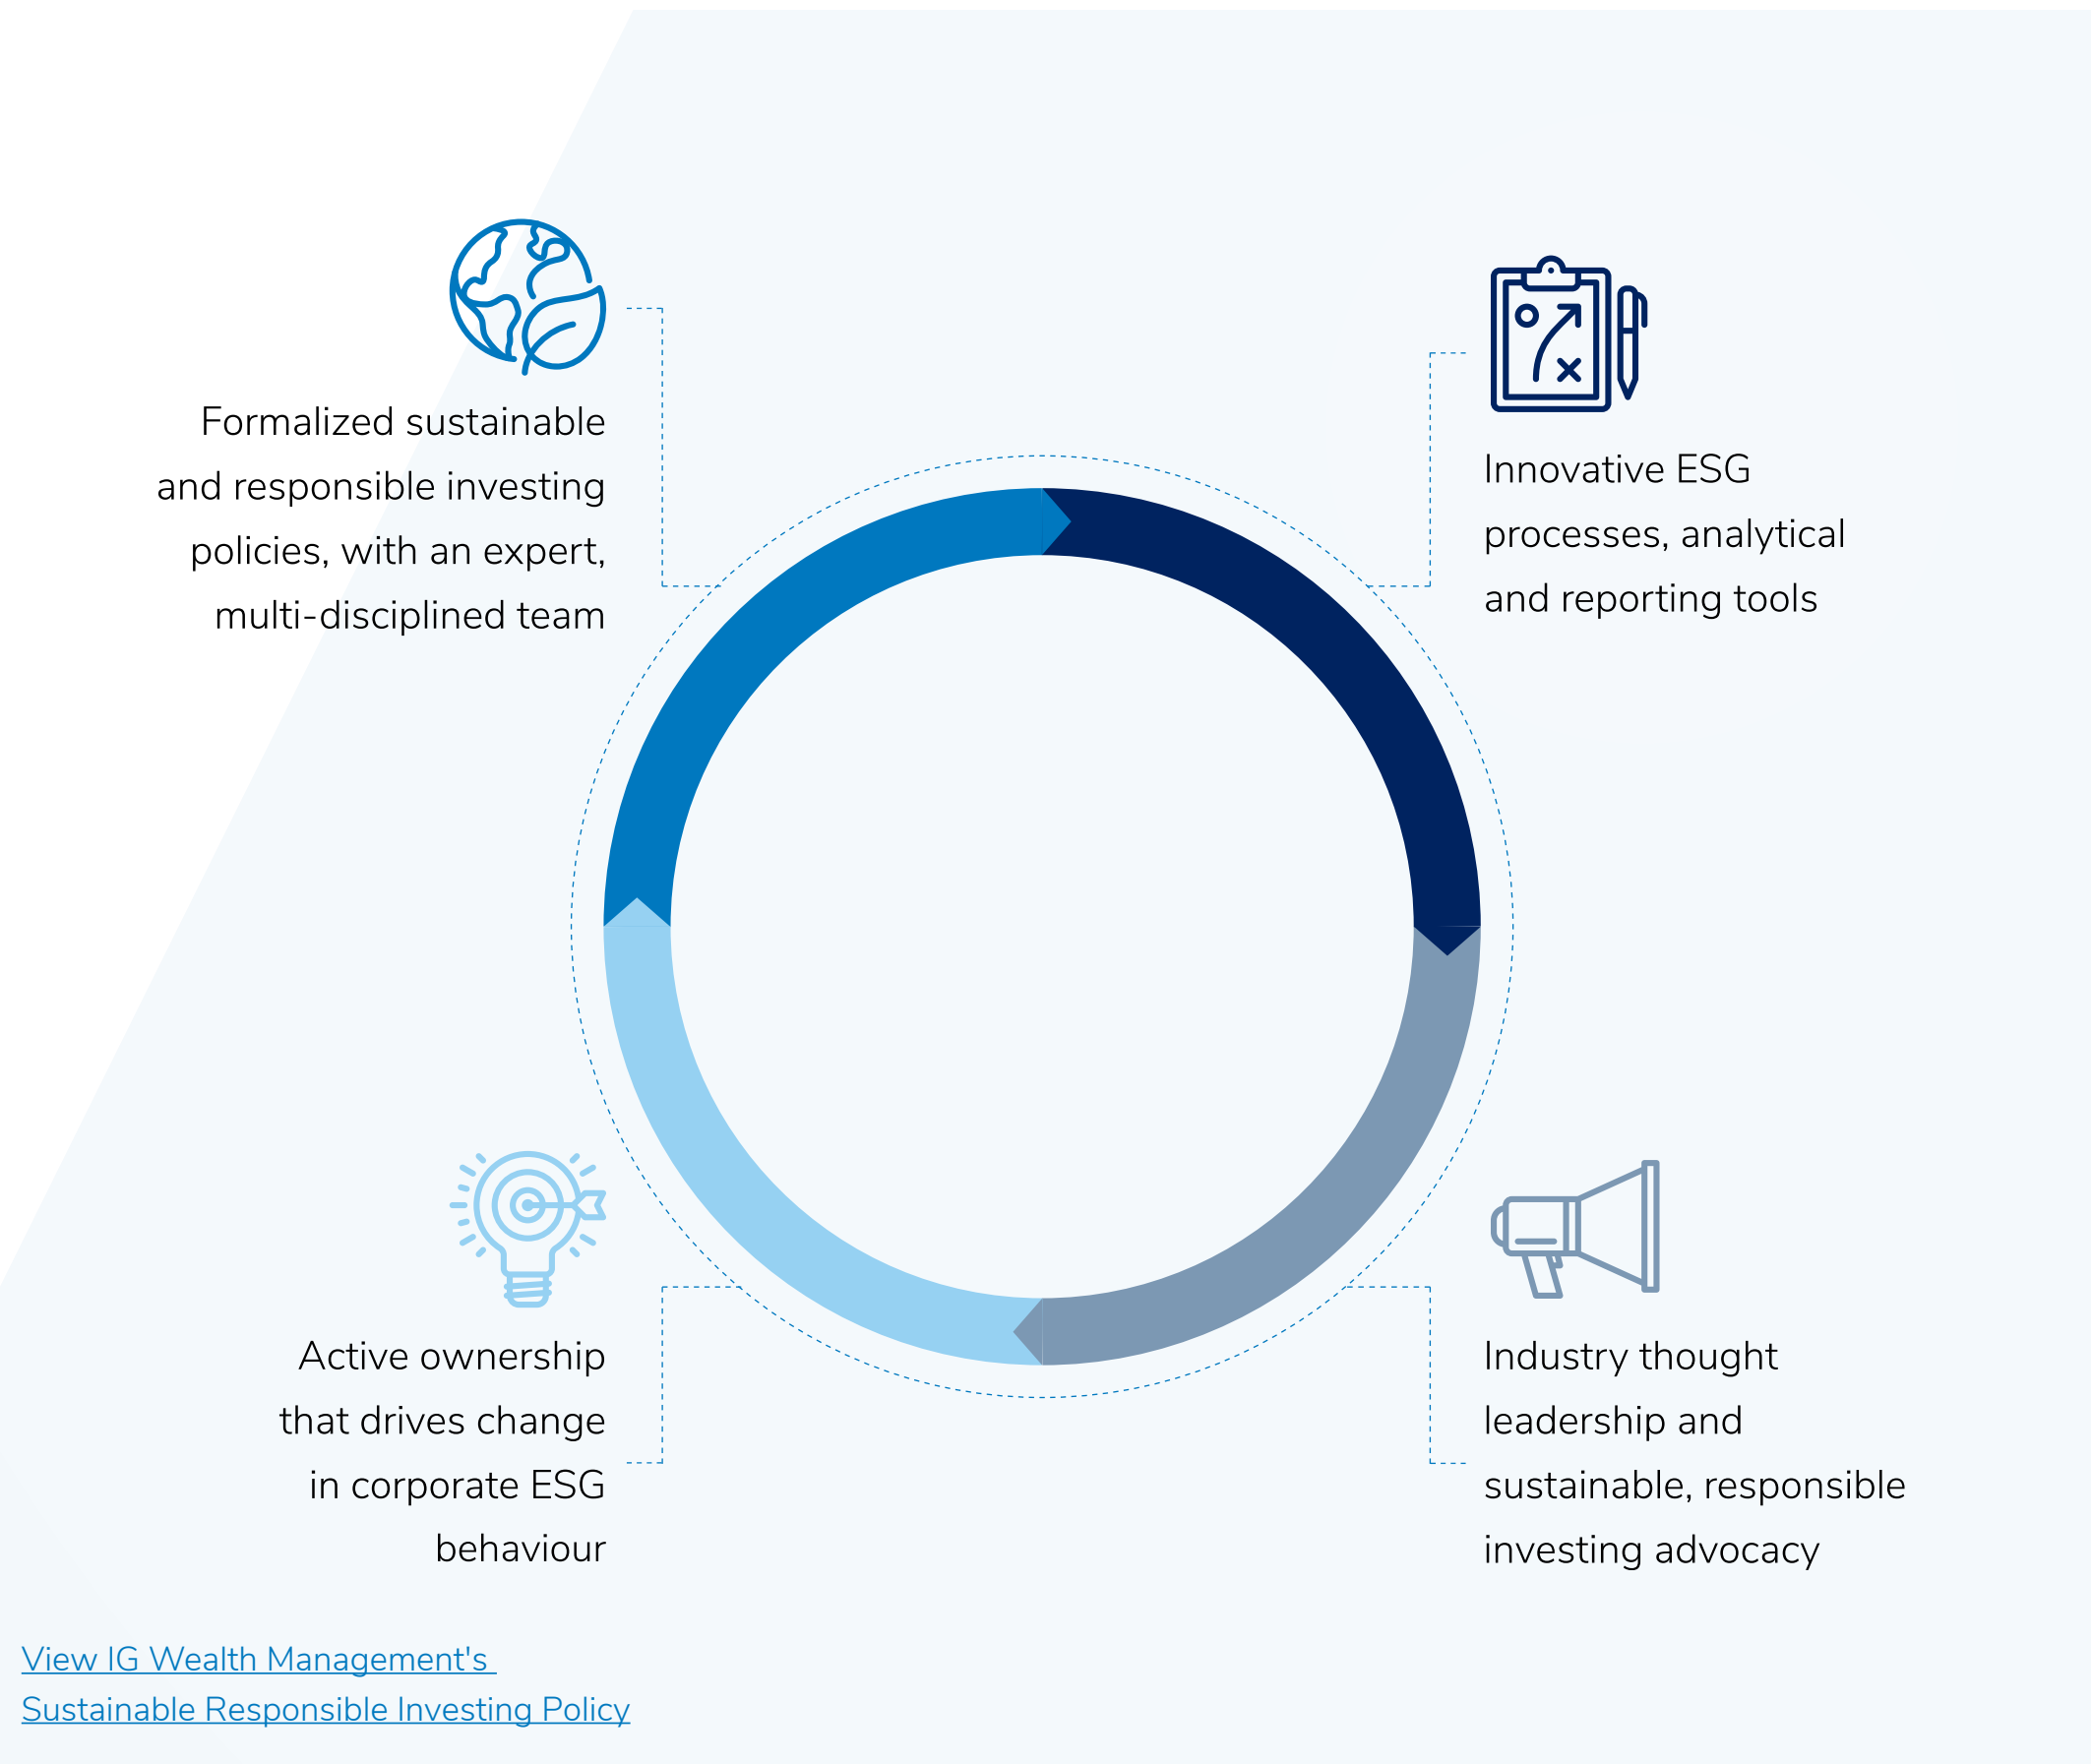 Formalized sustainable
and responsible investing
policies, with an expert,
multi-disciplined team
Innovative ESG
processes, analytical
and reporting tools
Active ownership
that drives change
in corporate ESG
behaviour
Industry thought
leadership and
sustainable, responsible
investing advocacy
View IG Wealth Management's
Sustainable Responsible Investing Policy